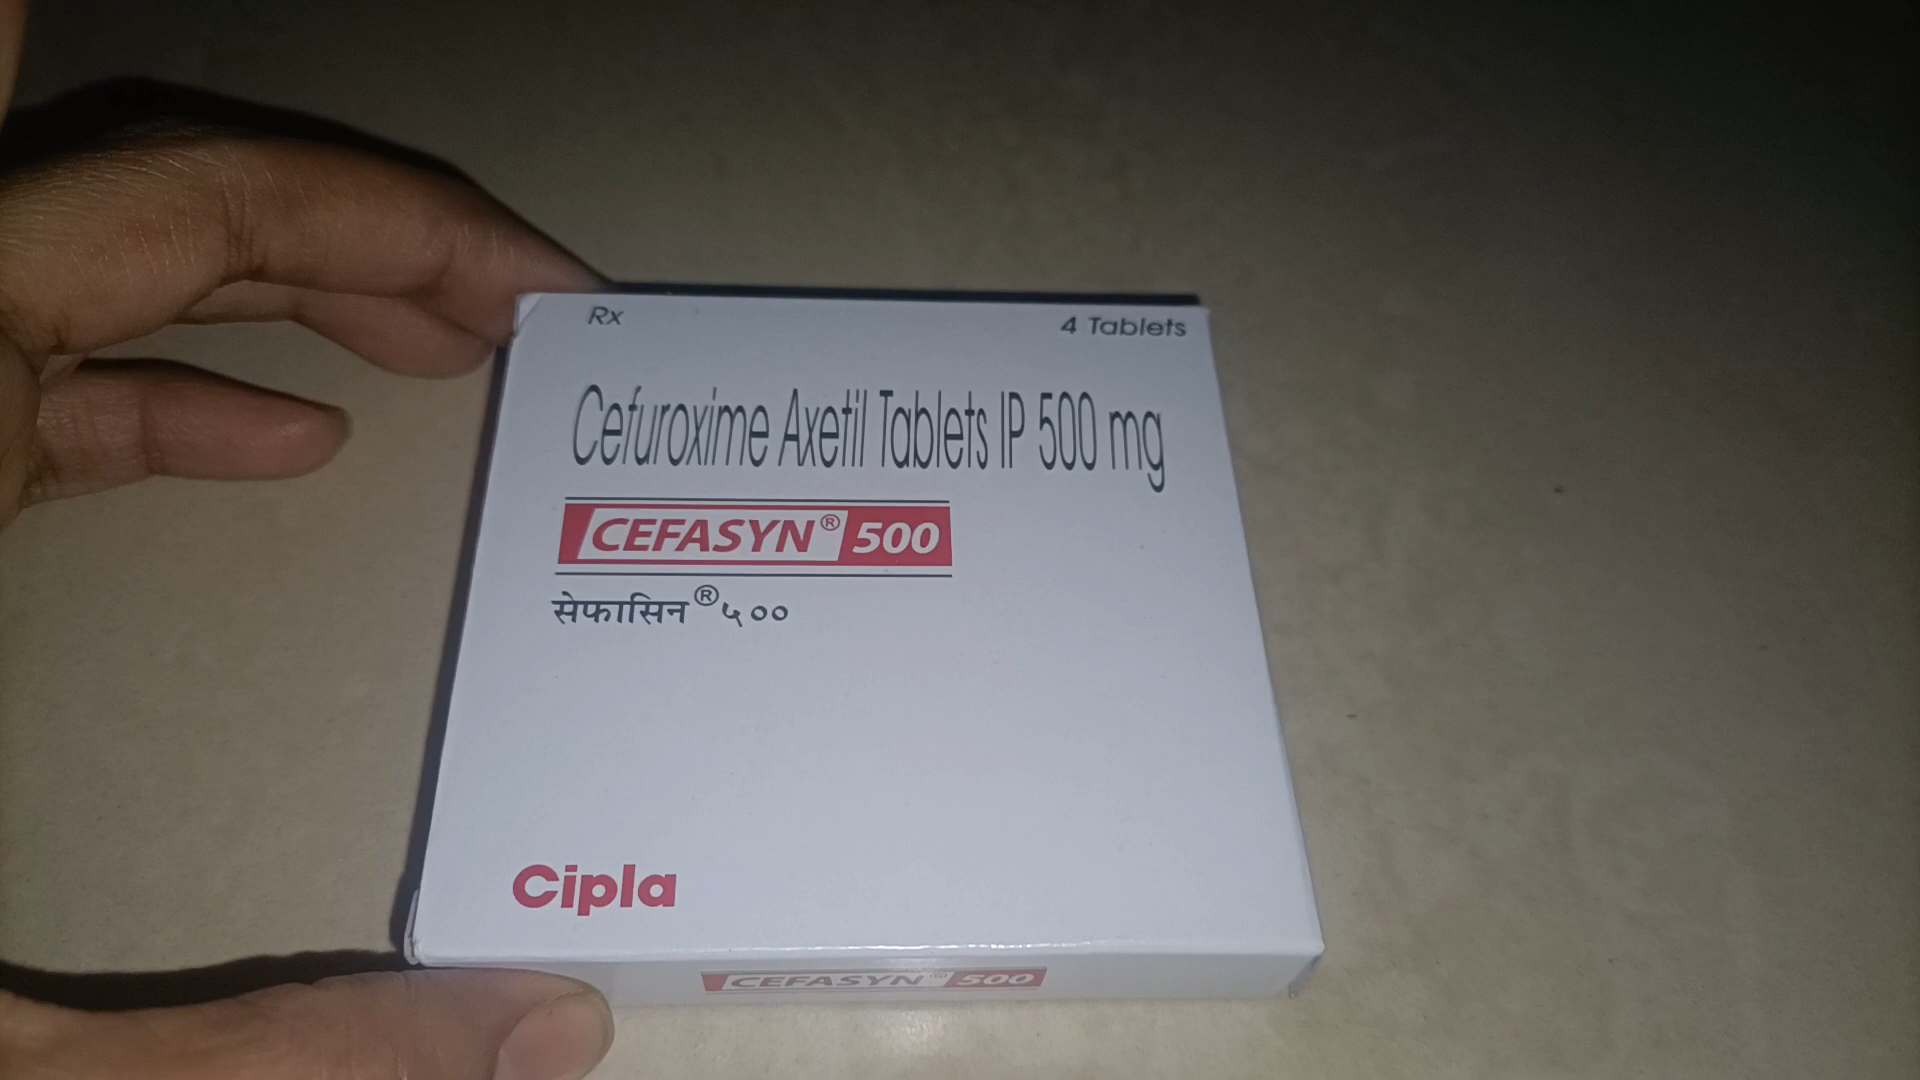 Rx
4 Tablets
Cefuroxime Axetil Tablets IP 500 mg
CEFASYN® 500
सेफासिन® ५००
Cipla
CEFASYN® 500